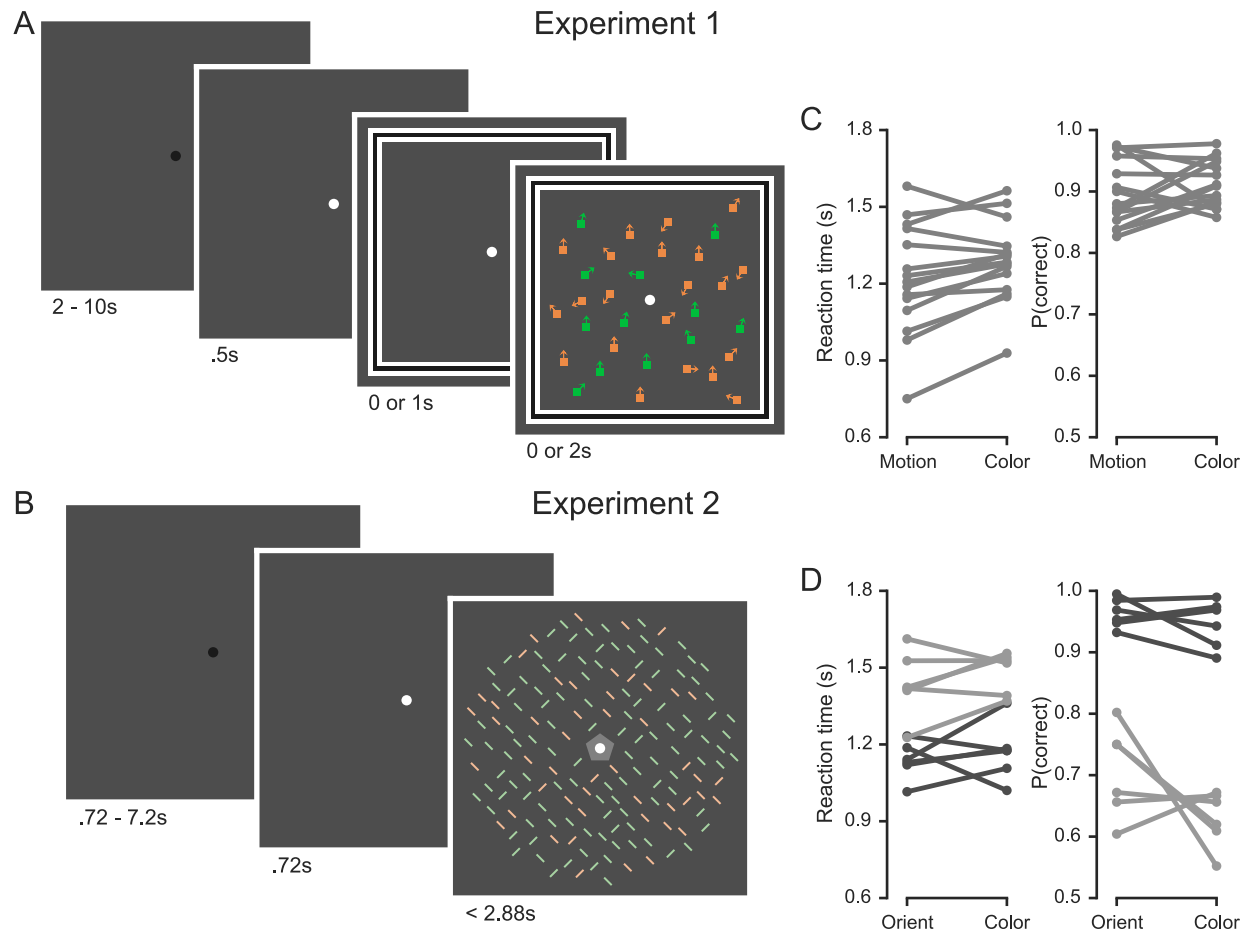 A
Experiment 1
2 - 10s
.5s
0 or 1s
0 or 2s
C
Reaction time (s)
1.8
1.5
1.2
0.9
0.6
Motion
Color
P(correct)
1.0
0.9
0.8
0.7
0.6
0.5
Motion
Color
B
Experiment 2
.72 - 7.2s
.72s
< 2.88s
D
Reaction time (s)
1.8
1.5
1.2
0.9
0.6
Orient
Color
P(correct)
1.0
0.9
0.8
0.7
0.6
0.5
Orient
Color